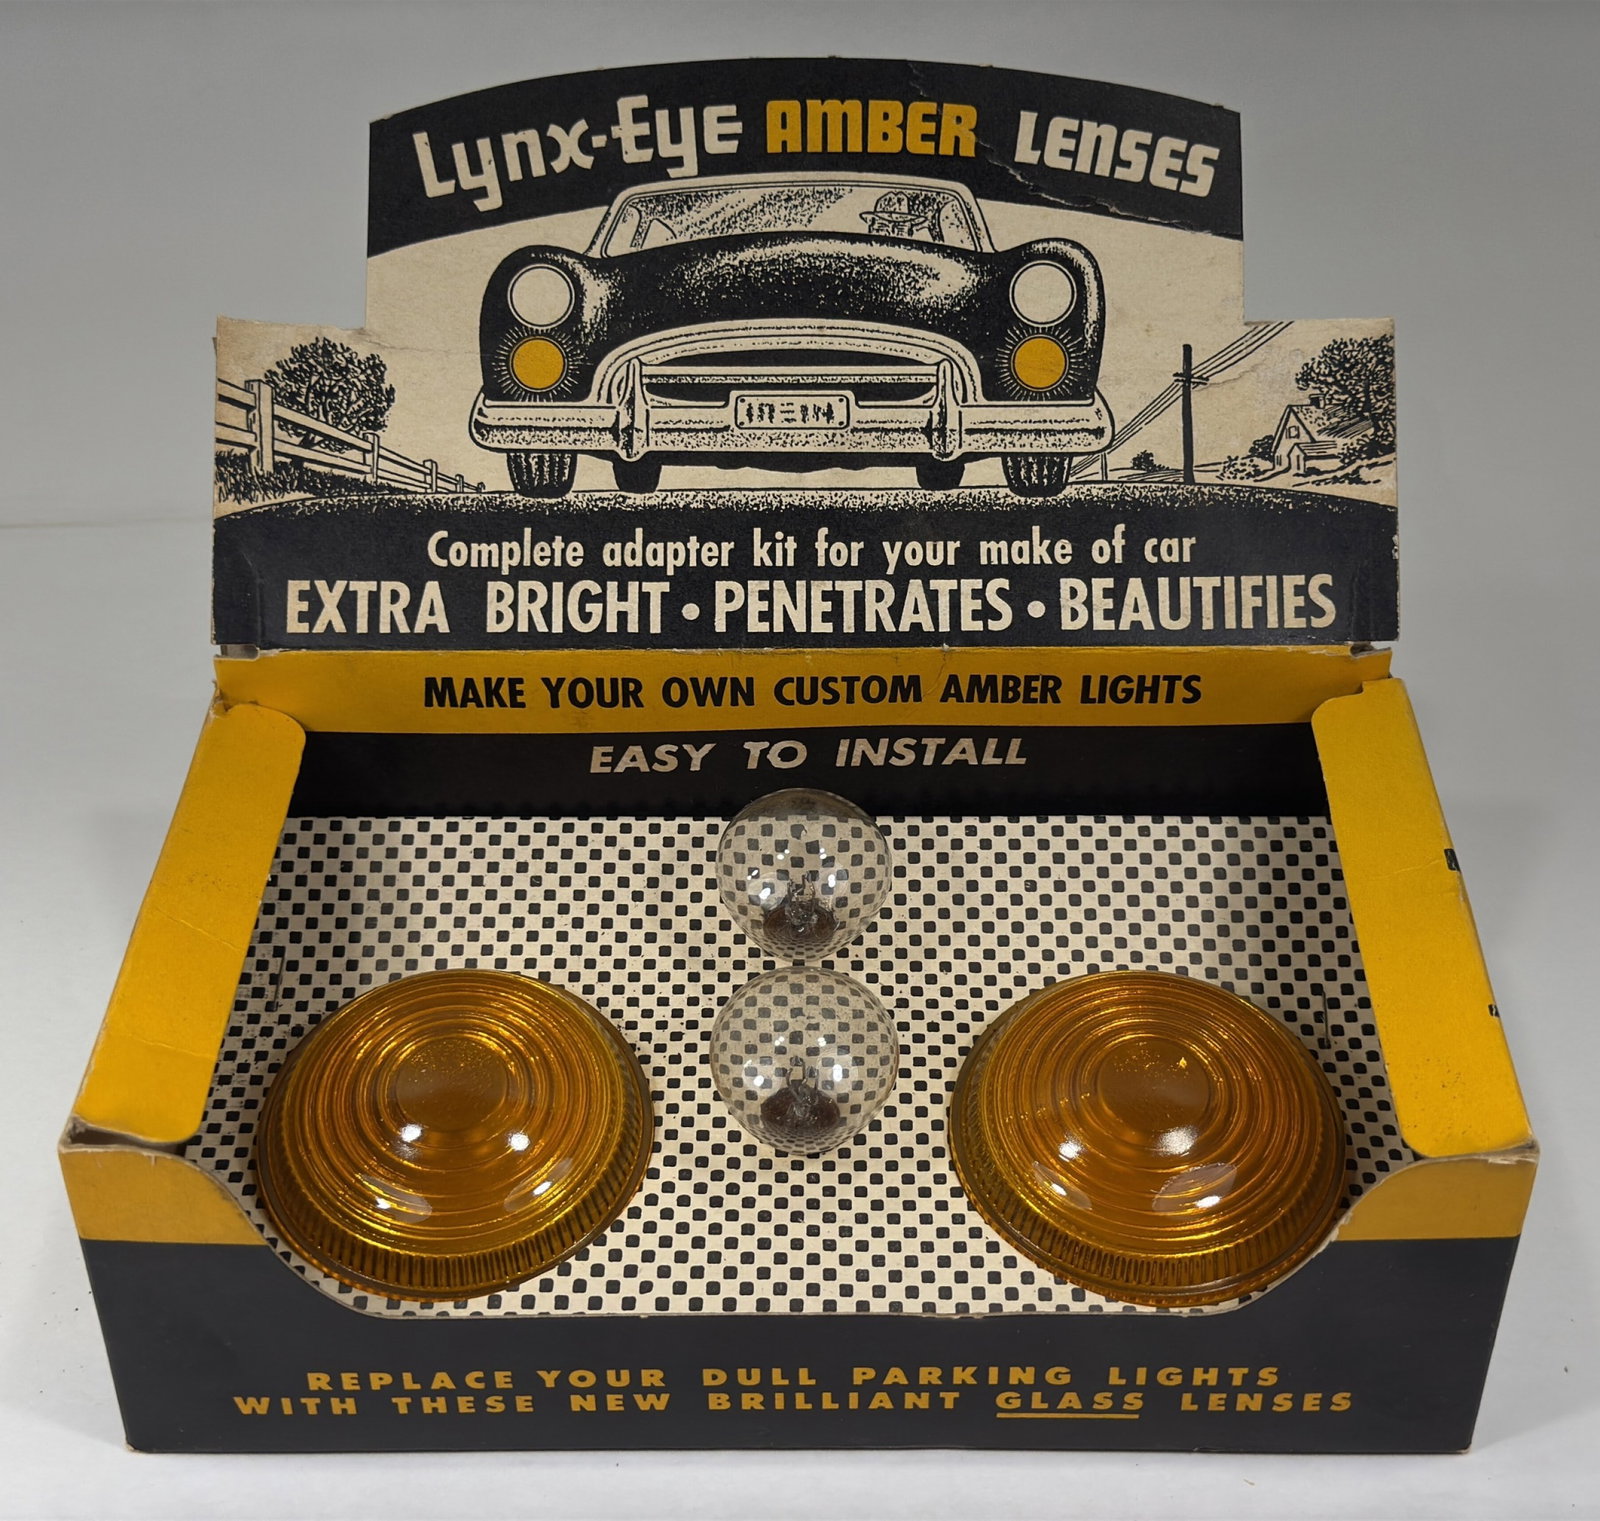 Lynx-Eye AMBER LENSES
Complete adapter kit for your make of car
EXTRA BRIGHT • PENETRATES • BEAUTIFIES
MAKE YOUR OWN CUSTOM AMBER LIGHTS
EASY TO INSTALL
REPLACE YOUR DULL PARKING LIGHTS
WITH THESE NEW BRILLIANT GLASS LENSES